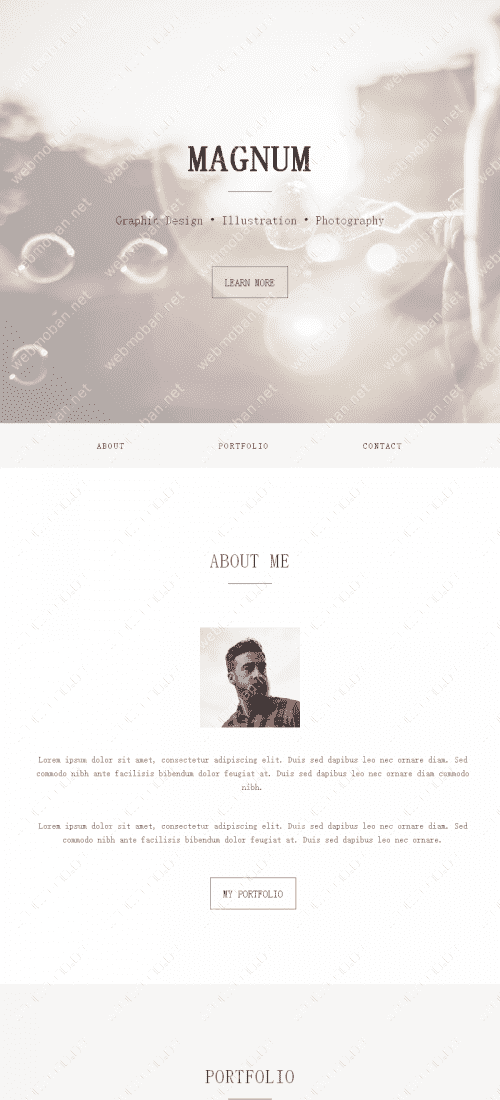 MAGNUM
Graphic Design • Illustration • Photography
LEARN MORE
ABOUT
PORTFOLIO
CONTACT
ABOUT ME
Lorem ipsum dolor sit amet, consectetur adipiscing elit. Duis sed dapibus leo nec ornare diam. Sed
commodo nibh ante facilisis bibendum dolor feugiat at. Duis sed dapibus leo nec ornare diam commodo
nibh.
Lorem ipsum dolor sit amet, consectetur adipiscing elit. Duis sed dapibus leo nec ornare diam. Sed
commodo nibh ante facilisis bibendum dolor feugiat at. Duis sed dapibus leo nec ornare.
MY PORTFOLIO
PORTFOLIO
webmoban.net